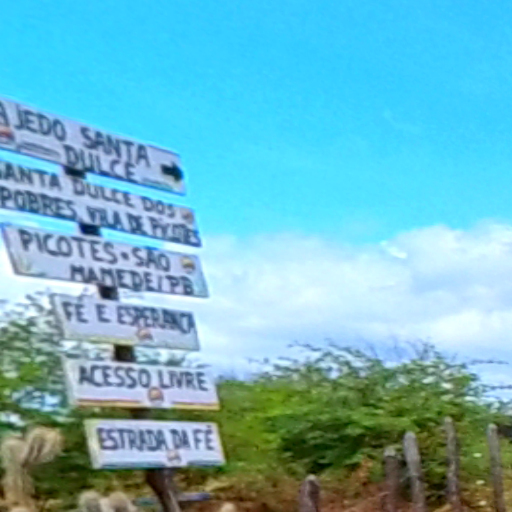 JEDO SANTA
DULCE
SANTA DULCE DOS
POBRES, VILA DE PICOTES
PICOTES - SÃO
MAMEDE/PB
FÉ E ESPERANÇA
ACESSO LIVRE
ESTRADA DA FÉ